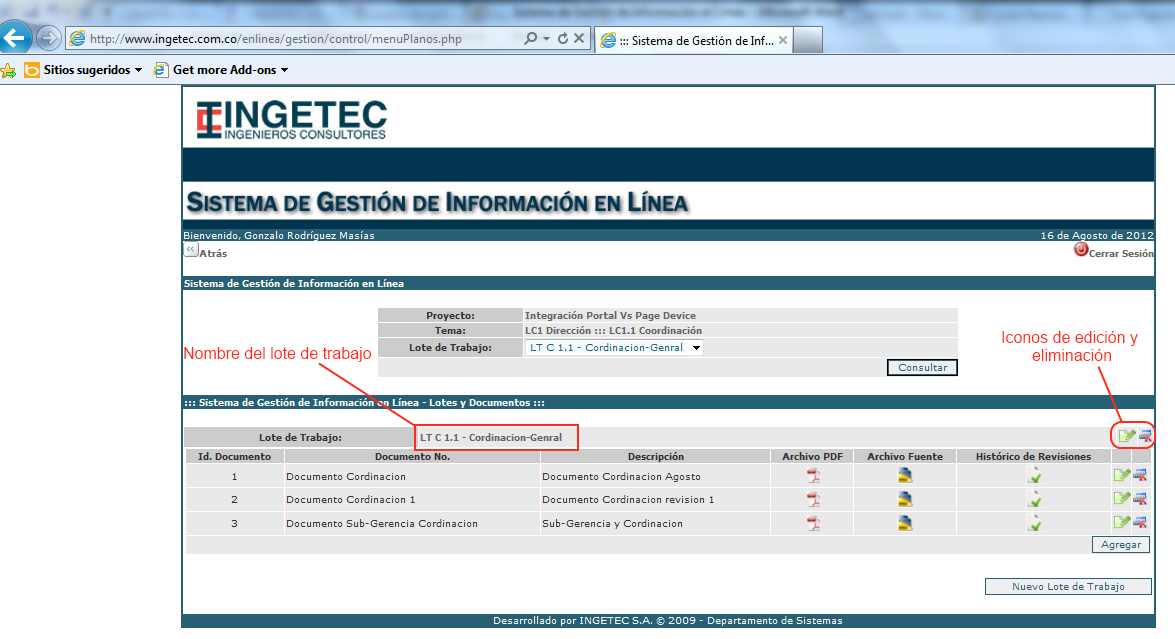 http://www.ingetec.com.co/enlinea/gestion/control/menuPlanos.php
::: Sistema de Gestión de Inf...
Sitios sugeridos
Get more Add-ons
INGETEC
INGENIEROS CONSULTORES
SISTEMA DE GESTIÓN DE INFORMACIÓN EN LÍNEA
Bienvenido, Gonzalo Rodríguez Masías 16 de Agosto de 2012
Atrás Cerrar Sesión
Sistema de Gestión de Información en Línea
Proyecto: Integración Portal Vs Page Device
Tema: LC1 Dirección ::: LC1.1 Coordinación
Lote de Trabajo: LT C 1.1 - Cordinacion-Genral
Consultar
Nombre del lote de trabajo
Iconos de edición y
eliminación
::: Sistema de Gestión de Información en Línea - Lotes y Documentos :::
Lote de Trabajo: LT C 1.1 - Cordinacion-Genral
Id. Documento Documento No. Descripción Archivo PDF Archivo Fuente Histórico de Revisiones
1 Documento Cordinacion Documento Cordinacion Agosto
2 Documento Cordinacion 1 Documento Cordinacion revision 1
3 Documento Sub-Gerencia Cordinacion Sub-Gerencia y Cordinacion
Agregar
Nuevo Lote de Trabajo
Desarrollado por INGETEC S.A. © 2009 - Departamento de Sistemas